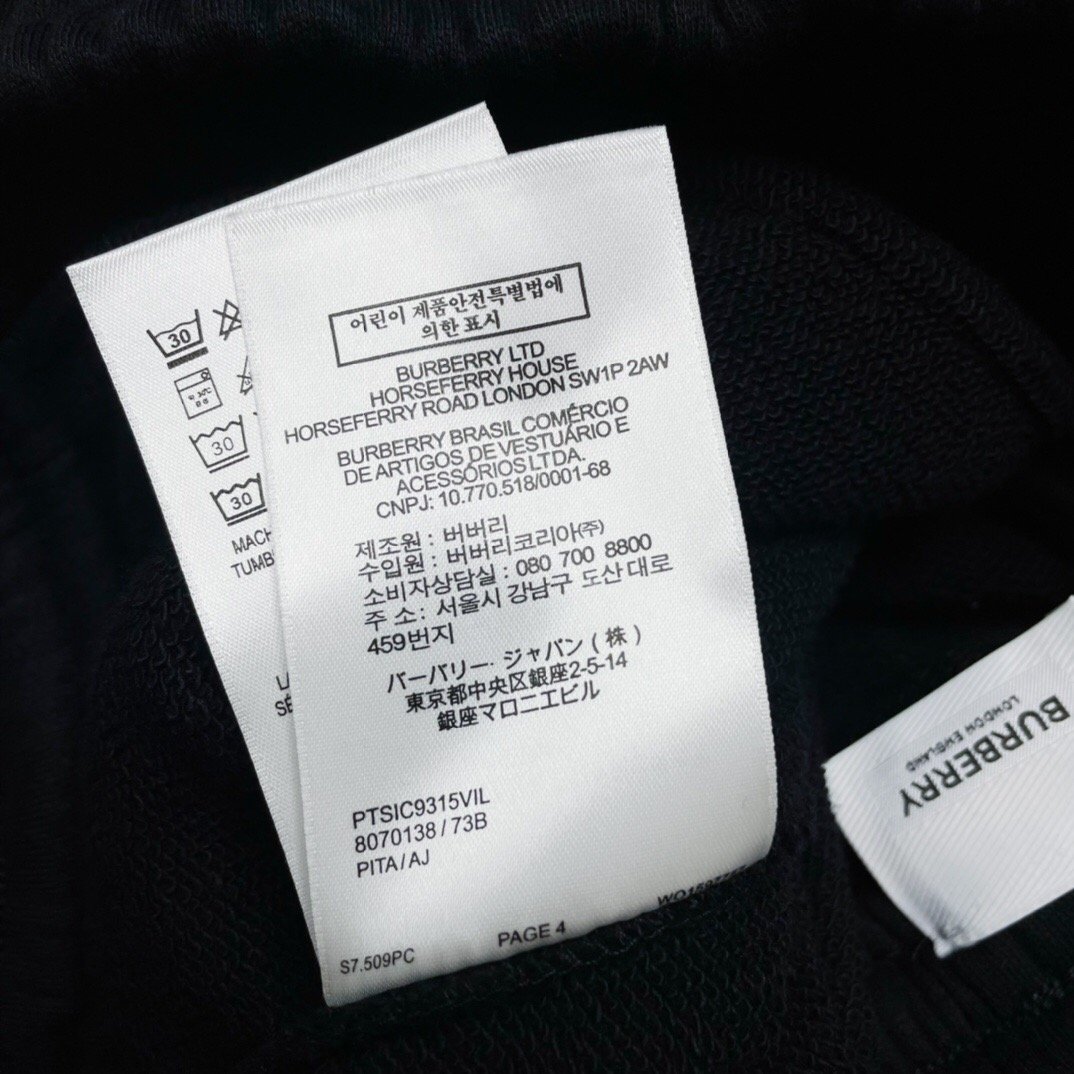 어린이 제품안전특별법에
의한 표시
BURBERRY LTD
HORSEFERRY HOUSE
HORSEFERRY ROAD LONDON SW1P 2AW
BURBERRY BRASIL COMÉRCIO
DE ARTIGOS DE VESTUÁRIO E
ACESSÓRIOS LTDA.
CNPJ: 10.770.518/0001-68
제조원 : 버버리
수입원 : 버버리코리아(주)
소비자상담실 : 080 700 8800
주 소: 서울시 강남구 도산 대로
459번지
バーバリー・ジャパン ( 株 )
東京都中央区銀座2-5-14
銀座マロニエビル
PTSIC9315VIL
8070138 / 73B
PITA / AJ
S7.509PC
PAGE 4
30
30
30
MACH
TUMB
BURBERRY
LONDON ENGLAND